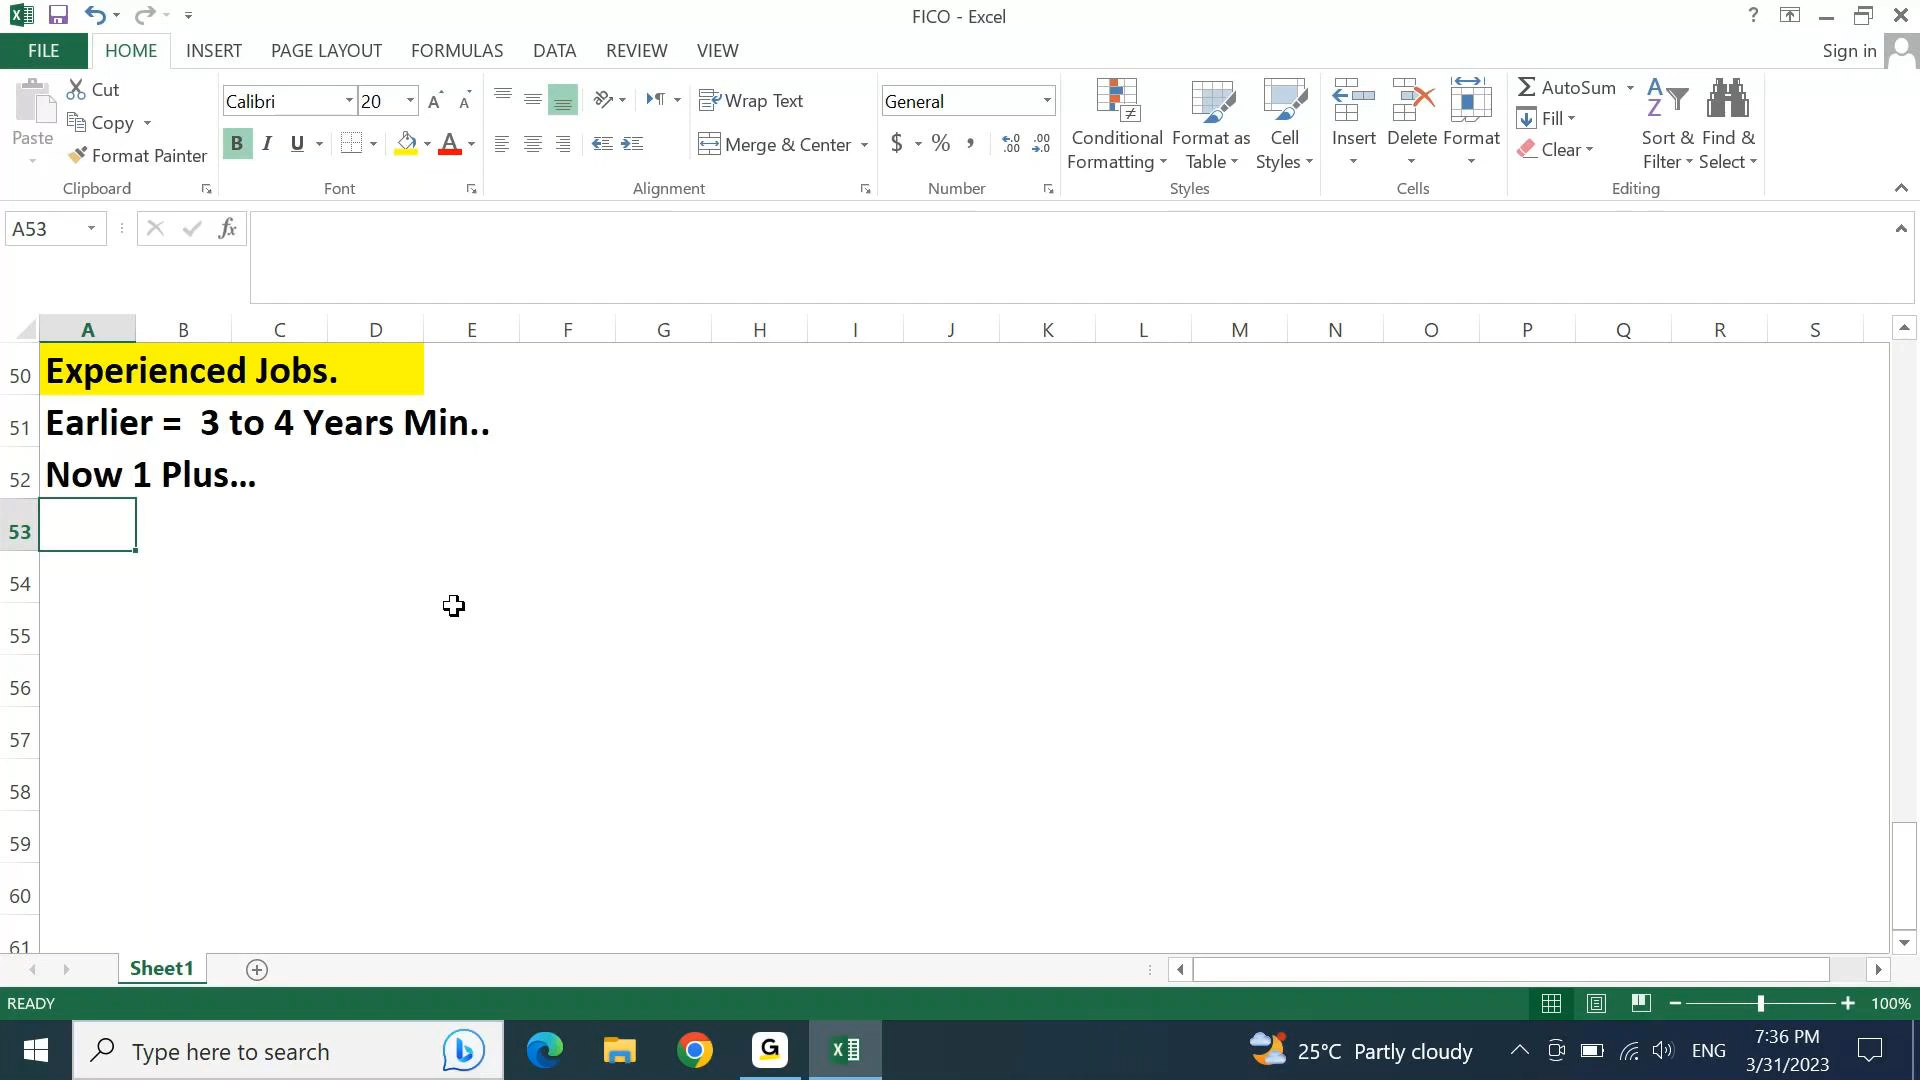 FICO - Excel
?
FILE HOME INSERT PAGE LAYOUT FORMULAS DATA REVIEW VIEW Sign in
Paste
Cut
Copy
Format Painter
Clipboard
Calibri 20
B I U
Font
Wrap Text
Merge & Center
Alignment
General
$ % ,
Number
Conditional Formatting
Format as Table
Cell Styles
Styles
Insert Delete Format
Cells
AutoSum
Fill
Clear
Sort & Filter
Find & Select
Editing
A53 fx
A B C D E F G H I J K L M N O P Q R S
50 Experienced Jobs.
51 Earlier = 3 to 4 Years Min..
52 Now 1 Plus...
53
54
55
56
57
58
59
60
61
Sheet1
READY 100%
Type here to search
25°C Partly cloudy
ENG
7:36 PM
3/31/2023